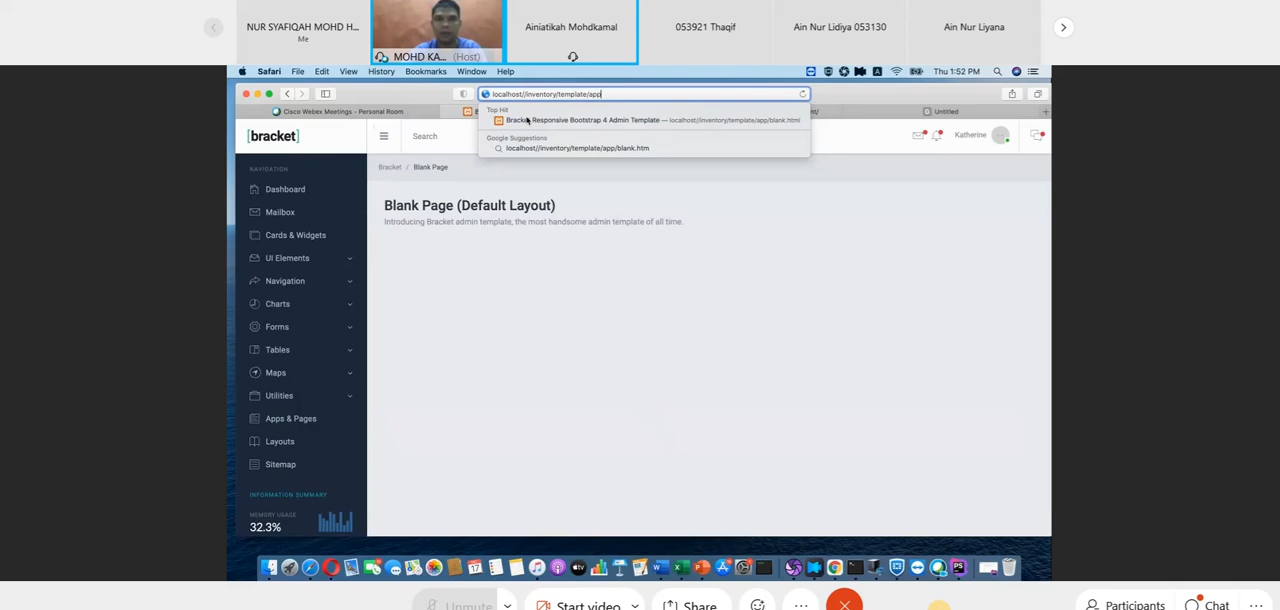 NUR SYAFIQAH MOHD H...
Me
MOHD KA... (Host)
Ainiatikah Mohdkamal
053921 Thaqif
Ain Nur Lidiya 053130
Ain Nur Liyana
Safari File Edit View History Bookmarks Window Help
Thu 1:52 PM
localhost//inventory/template/app
Top Hit
Bracket Responsive Bootstrap 4 Admin Template — localhost/inventory/template/app/blank.html
Google Suggestions
localhost//inventory/template/app/blank.htm
Cisco Webex Meetings - Personal Room
Untitled
[bracket]
Search
Katherine
NAVIGATION
Dashboard
Mailbox
Cards & Widgets
UI Elements
Navigation
Charts
Forms
Tables
Maps
Utilities
Apps & Pages
Layouts
Sitemap
INFORMATION SUMMARY
MEMORY USAGE
32.3%
Bracket / Blank Page
Blank Page (Default Layout)
Introducing Bracket admin template, the most handsome admin template of all time.
Unmute
Start video
Share
Participants
Chat